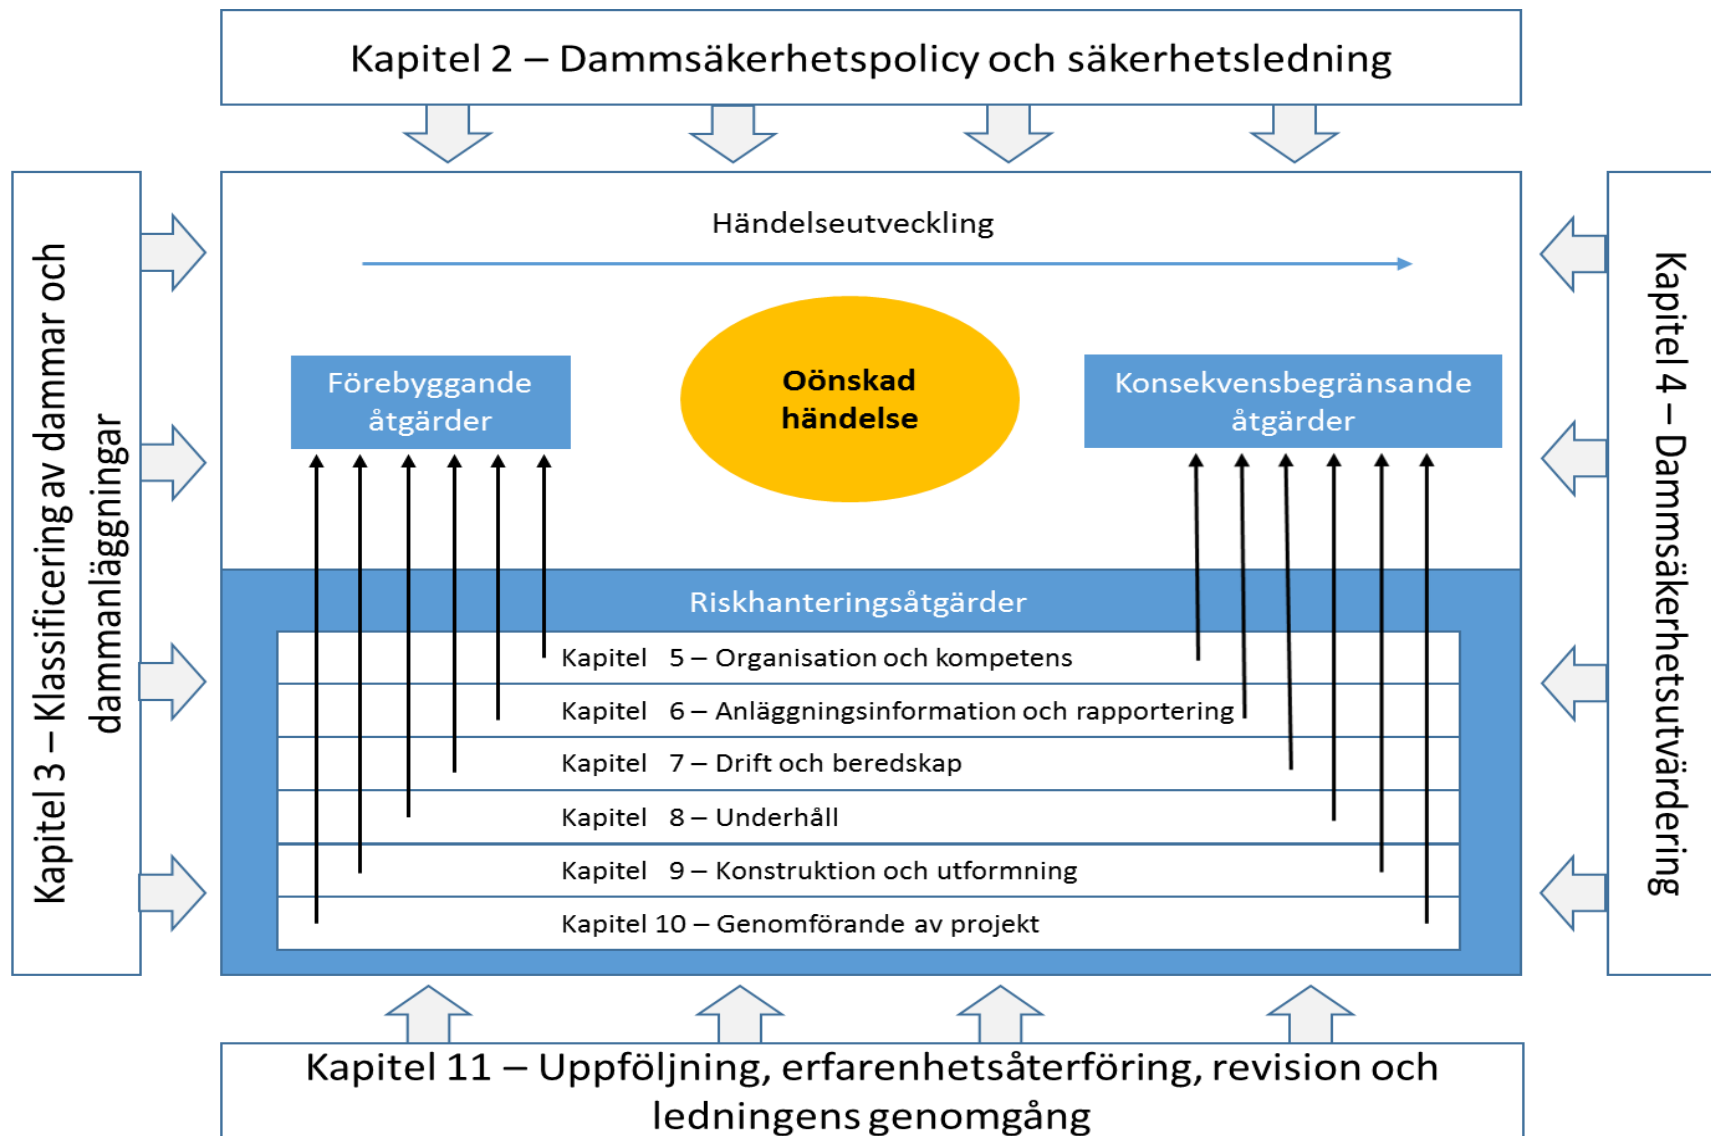 Kapitel 2 – Dammsäkerhetspolicy och säkerhetsledning
Kapitel 3 – Klassificering av dammar och
dammanläggningar
Händelseutveckling
Förebyggande
åtgärder
Oönskad
händelse
Konsekvensbegränsande
åtgärder
Riskhanteringsåtgärder
Kapitel 5 – Organisation och kompetens
Kapitel 6 – Anläggningsinformation och rapportering
Kapitel 7 – Drift och beredskap
Kapitel 8 – Underhåll
Kapitel 9 – Konstruktion och utformning
Kapitel 10 – Genomförande av projekt
Kapitel 4 – Dammsäkerhetsutvärdering
Kapitel 11 – Uppföljning, erfarenhetsåterföring, revision och
ledningens genomgång